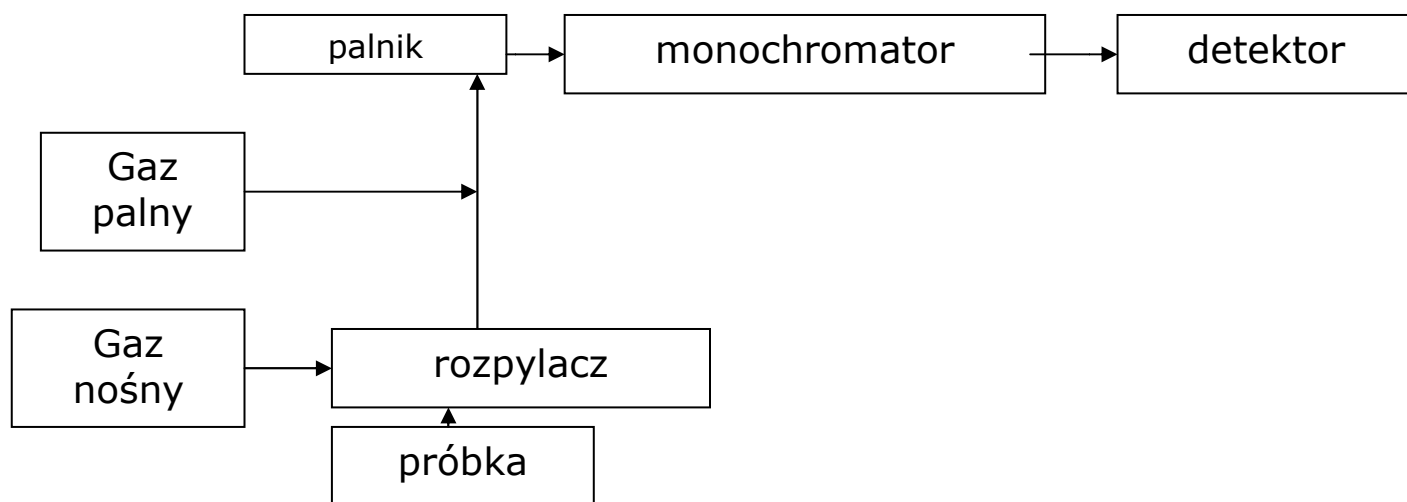 palnik
monochromator
detektor
Gaz
palny
Gaz
nośny
rozpylacz
próbka